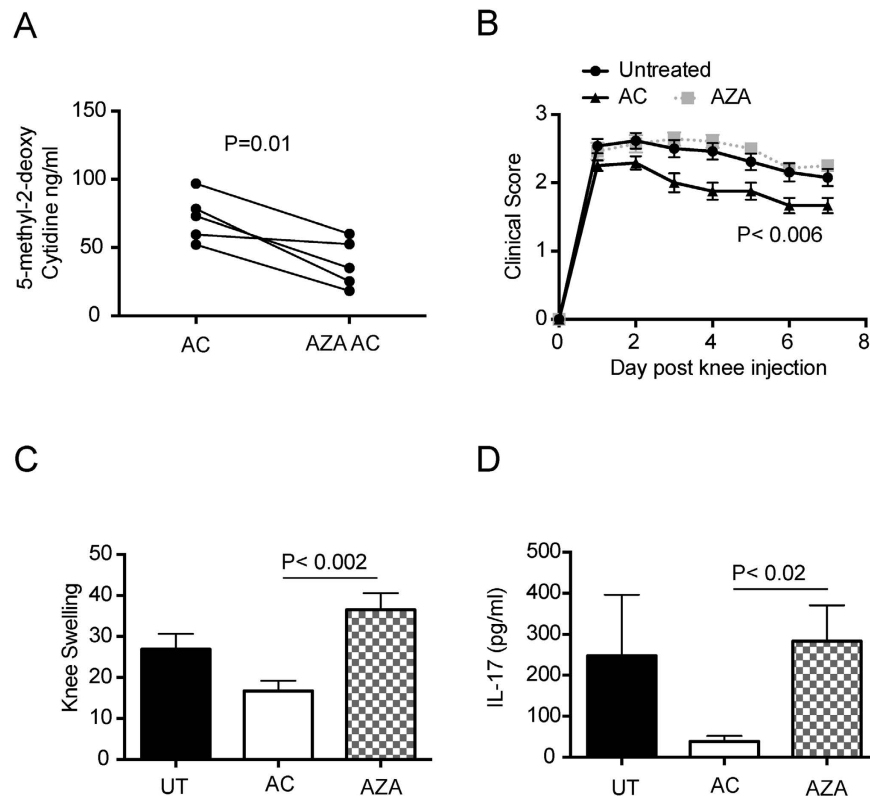 A
5-methyl-2-deoxy
Cytidine ng/ml
150
100
50
0
P=0.01
AC
AZA AC
B
Untreated
AC
AZA
Clinical Score
3
2
1
0
P< 0.006
0
2
4
6
8
Day post knee injection
C
Knee Swelling
50
40
30
20
10
0
P< 0.002
UT
AC
AZA
D
IL-17 (pg/ml)
500
400
300
200
100
0
P< 0.02
UT
AC
AZA